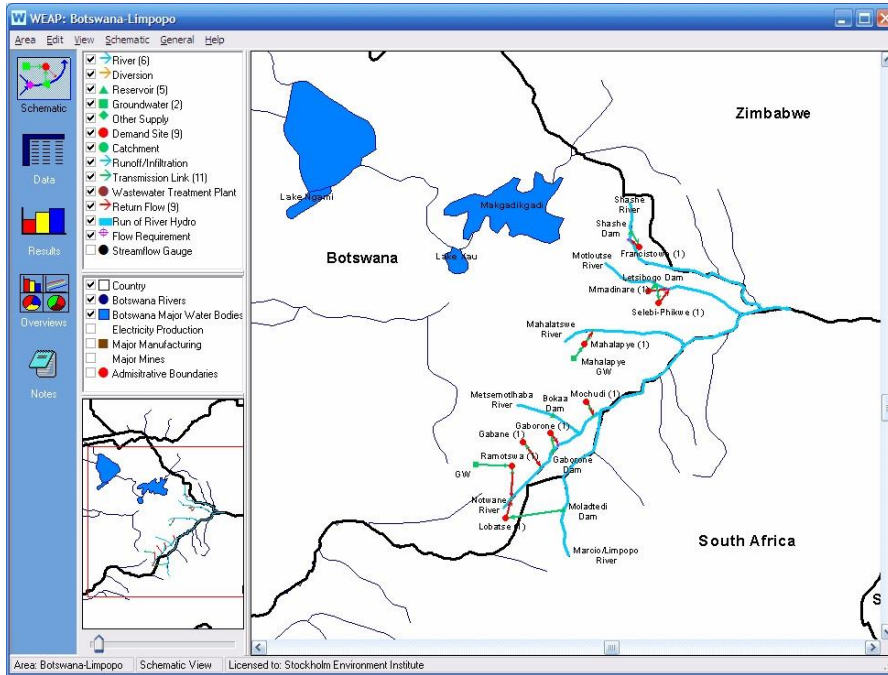 WEAP: Botswana-Limpopo
Area Edit View Schematic General Help
Schematic
Data
Results
Overviews
Notes
River (6)
Diversion
Reservoir (5)
Groundwater (2)
Other Supply
Demand Site (9)
Catchment
Runoff/Infiltration
Transmission Link (11)
Wastewater Treatment Plant
Return Flow (9)
Run of River Hydro
Flow Requirement
Streamflow Gauge
Country
Botswana Rivers
Botswana Major Water Bodies
Electricity Production
Major Manufacturing
Major Mines
Admisitrative Boundaries
Zimbabwe
Lake Ngami
Makgadikgadi
Lake Xau
Botswana
Shashe
River
Shashe
Dam
Francistown (1)
Motloutse
River
Letsibogo Dam
Mmadinare (1)
Selebi-Phikwe (1)
Mahalatswe
River
Mahalapye (1)
Mahalapye
GW
Metsemotlhaba
River
Bokaa
Dam
Mochudi (1)
Gaborone (1)
Gabane (1)
Ramotswa (1)
Gaborone
Dam
GW
Notwane
River
Lobatse (1)
Moladtedi
Dam
Marcio/Limpopo
River
South Africa
S
Area: Botswana-Limpopo
Schematic View
Licensed to: Stockholm Environment Institute